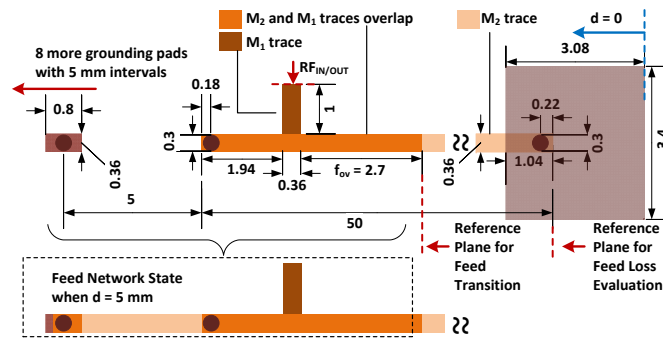 M₂ and M₁ traces overlap
M₁ trace
M₂ trace
d = 0
8 more grounding pads
with 5 mm intervals
RF_IN/OUT
3.08
0.8
0.18
1
0.22
0.3
0.36
1.94
0.36
f_ov = 2.7
0.36
1.04
0.3
3.4
5
50
Reference
Plane for
Feed
Transition
Reference
Plane for
Feed Loss
Evaluation
Feed Network State
when d = 5 mm